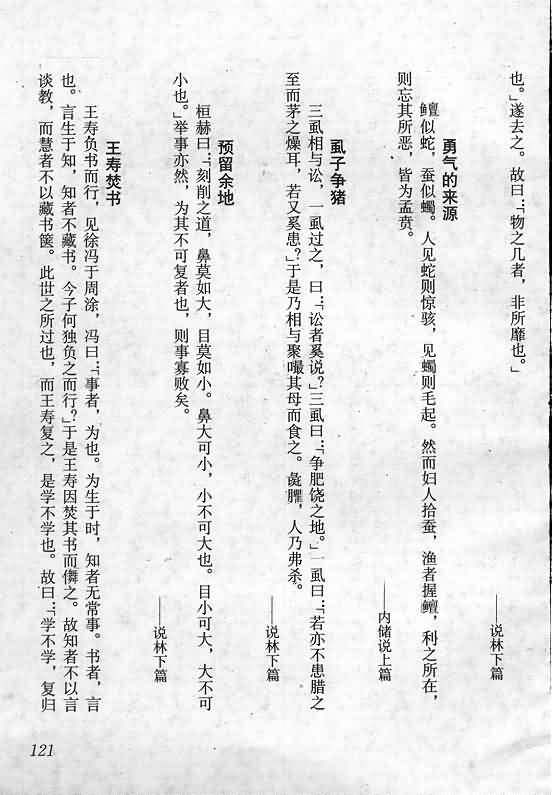 也。」遂去之。故曰：「物之几者，非所靡也。」
——说林下篇
勇气的来源
鳣似蛇，蚕似蠋。人见蛇则惊骇，见蠋则毛起。然而妇人拾蚕，渔者握鳣，利之所在，
则忘其所恶，皆为孟贲。
——内储说上篇
虱子争猪
三虱相与讼，一虱过之，曰：「讼者奚说？」三虱曰：「争肥饶之地。」一虱曰：「若亦不患腊之
至而茅之燥耳，若又奚患？」于是乃相与聚嘬其母而食之。彘臞，人乃弗杀。
——说林下篇
预留余地
桓赫曰：「刻削之道，鼻莫如大，目莫如小。鼻大可小，小不可大也。目小可大，大不可
小也。」举事亦然，为其不可复者也，则事寡败矣。
——说林下篇
王寿焚书
王寿负书而行，见徐冯于周涂，冯曰：「事者，为也。为生于时，知者无常事。书者，言
也。言生于知，知者不藏书。今子何独负之而行？」于是王寿因焚其书而儛之。故知者不以言
谈教，而慧者不以藏书箧。此世之所过也，而王寿复之，是学不学也。故曰：「学不学，复归
121